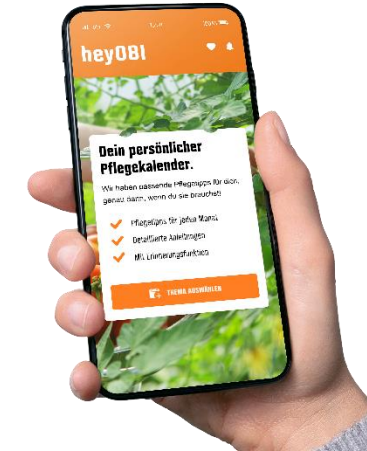 heyOBI
Dein persönlicher
Pflegekalender.
Wir haben passende Pflegetipps für dich,
genau dann, wenn du sie brauchst!
Pflegetipps für jeden Monat
Detaillierte Anleitungen
Mit Erinnerungsfunktion
THEMA AUSWÄHLEN